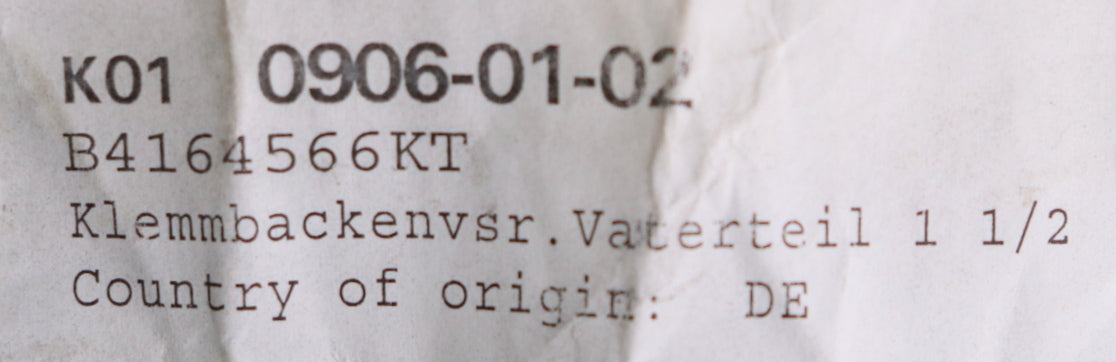 K01 0906-01-02
B4164566KT
Klemmbackenvsr.Vaterteil 1 1/2
Country of origin: DE